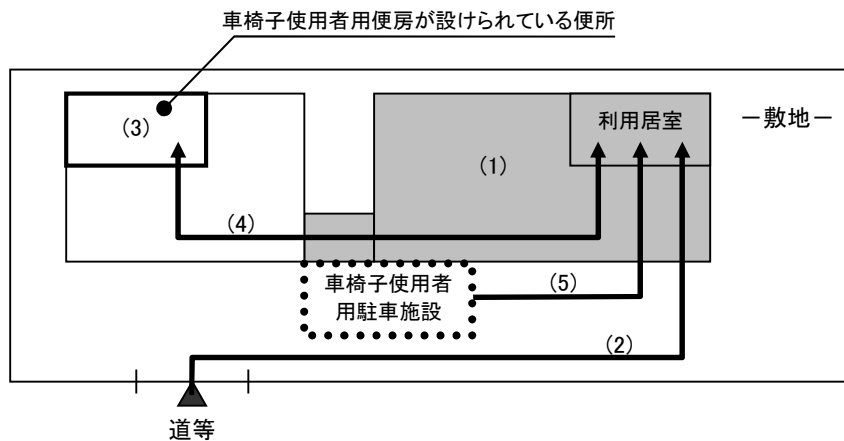 車椅子使用者用便房が設けられている便所
(3)
利用居室
－敷地－
(1)
(4)
車椅子使用者
用駐車施設
(5)
(2)
道等